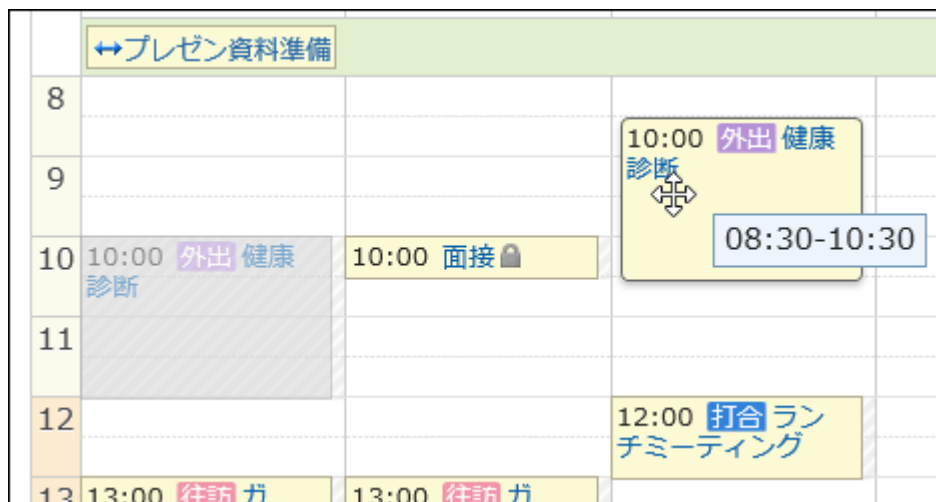 ↔プレゼン資料準備
8
9
10
11
12
13
10:00 外出 健康
診断
10:00 面接
10:00 外出 健康
診断
08:30-10:30
12:00 打合 ラン
チミーティング
13:00 往訪 ガ
13:00 往訪 ガ